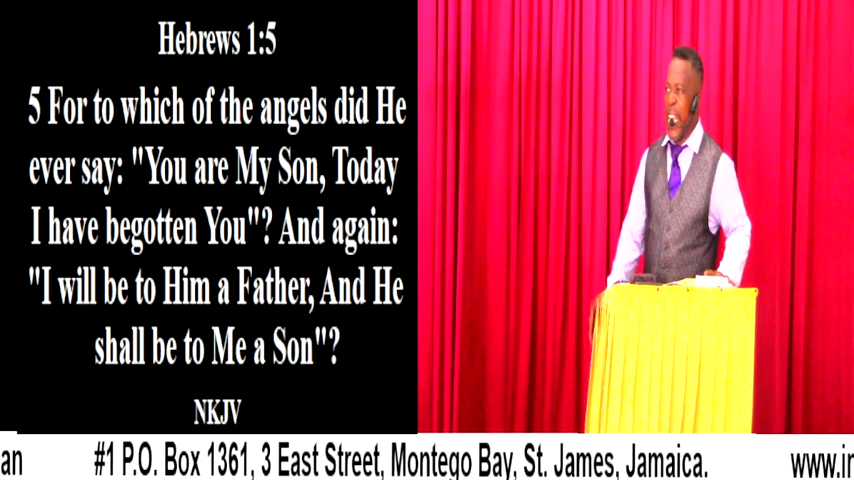 Hebrews 1:5
5 For to which of the angels did He
ever say: "You are My Son, Today
I have begotten You"? And again:
"I will be to Him a Father, And He
shall be to Me a Son"?
NKJV
an #1 P.O. Box 1361, 3 East Street, Montego Bay, St. James, Jamaica. www.ir